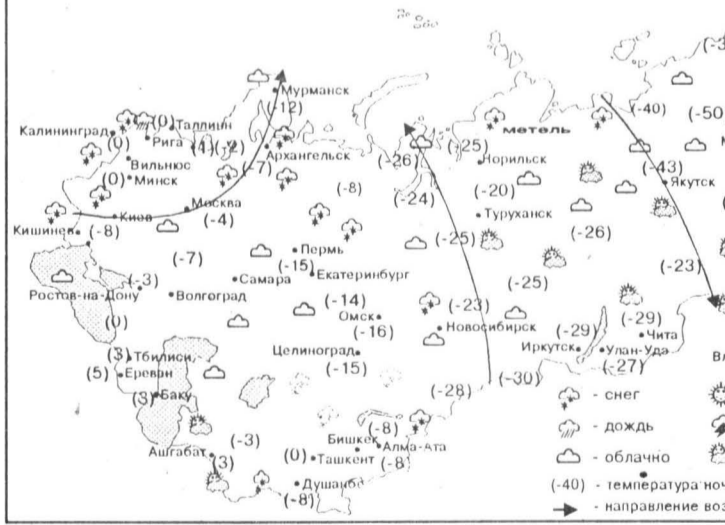 (-3
Мурманск
(-12)
(0) Таллинн
Калининград
(0)
Рига
(-2)
(-7)
Архангельск
Вильнюс
(0) Минск
(-26)
(-25)
метель
(-40)
(-50
Норильск
(-43)
Якутск
(-8)
(-24)
(-20)
Туруханск
Москва
(-4)
Киев
Кишинев
(-8)
(-7)
Пермь
(-15)
Екатеринбург
(-25)
(-26)
(-23)
(-3)
Ростов-на-Дону
Волгоград
Самара
(-14)
(-25)
(-23)
Омск
(-16)
Новосибирск
(-29)
(-29)
Чита
Иркутск
Улан-Удэ
(-27)
(0)
(3)
Тбилиси
(5)
Ереван
(3)
Баку
Целиноград
(-15)
(-28)
(-30)
Вл
- снег
- дождь
- облачно
(-40) - температура ноч
- направление воз
Ашгабат
(-3)
(3)
(0)
Ташкент
Бишкек
(-8)
Алма-Ата
(-8)
Душанбе
(-8)